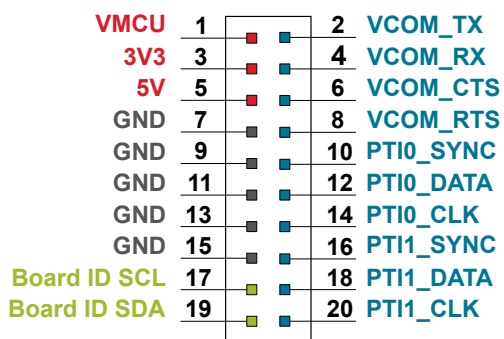 VMCU 1 2 VCOM_TX
3V3 3 4 VCOM_RX
5V 5 6 VCOM_CTS
GND 7 8 VCOM_RTS
GND 9 10 PTI0_SYNC
GND 11 12 PTI0_DATA
GND 13 14 PTI0_CLK
GND 15 16 PTI1_SYNC
Board ID SCL 17 18 PTI1_DATA
Board ID SDA 19 20 PTI1_CLK